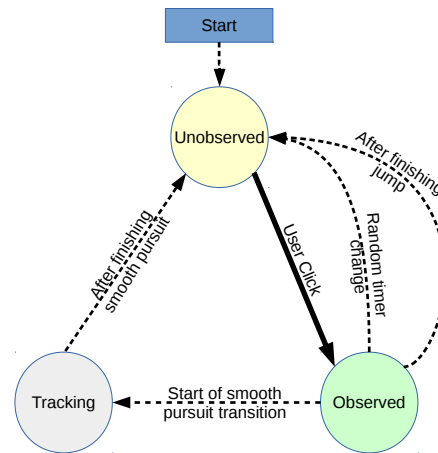 Start
Unobserved
After finishing
jump
After finishing
smooth pursuit
User Click
Random timer
change
Tracking
Start of smooth
pursuit transition
Observed